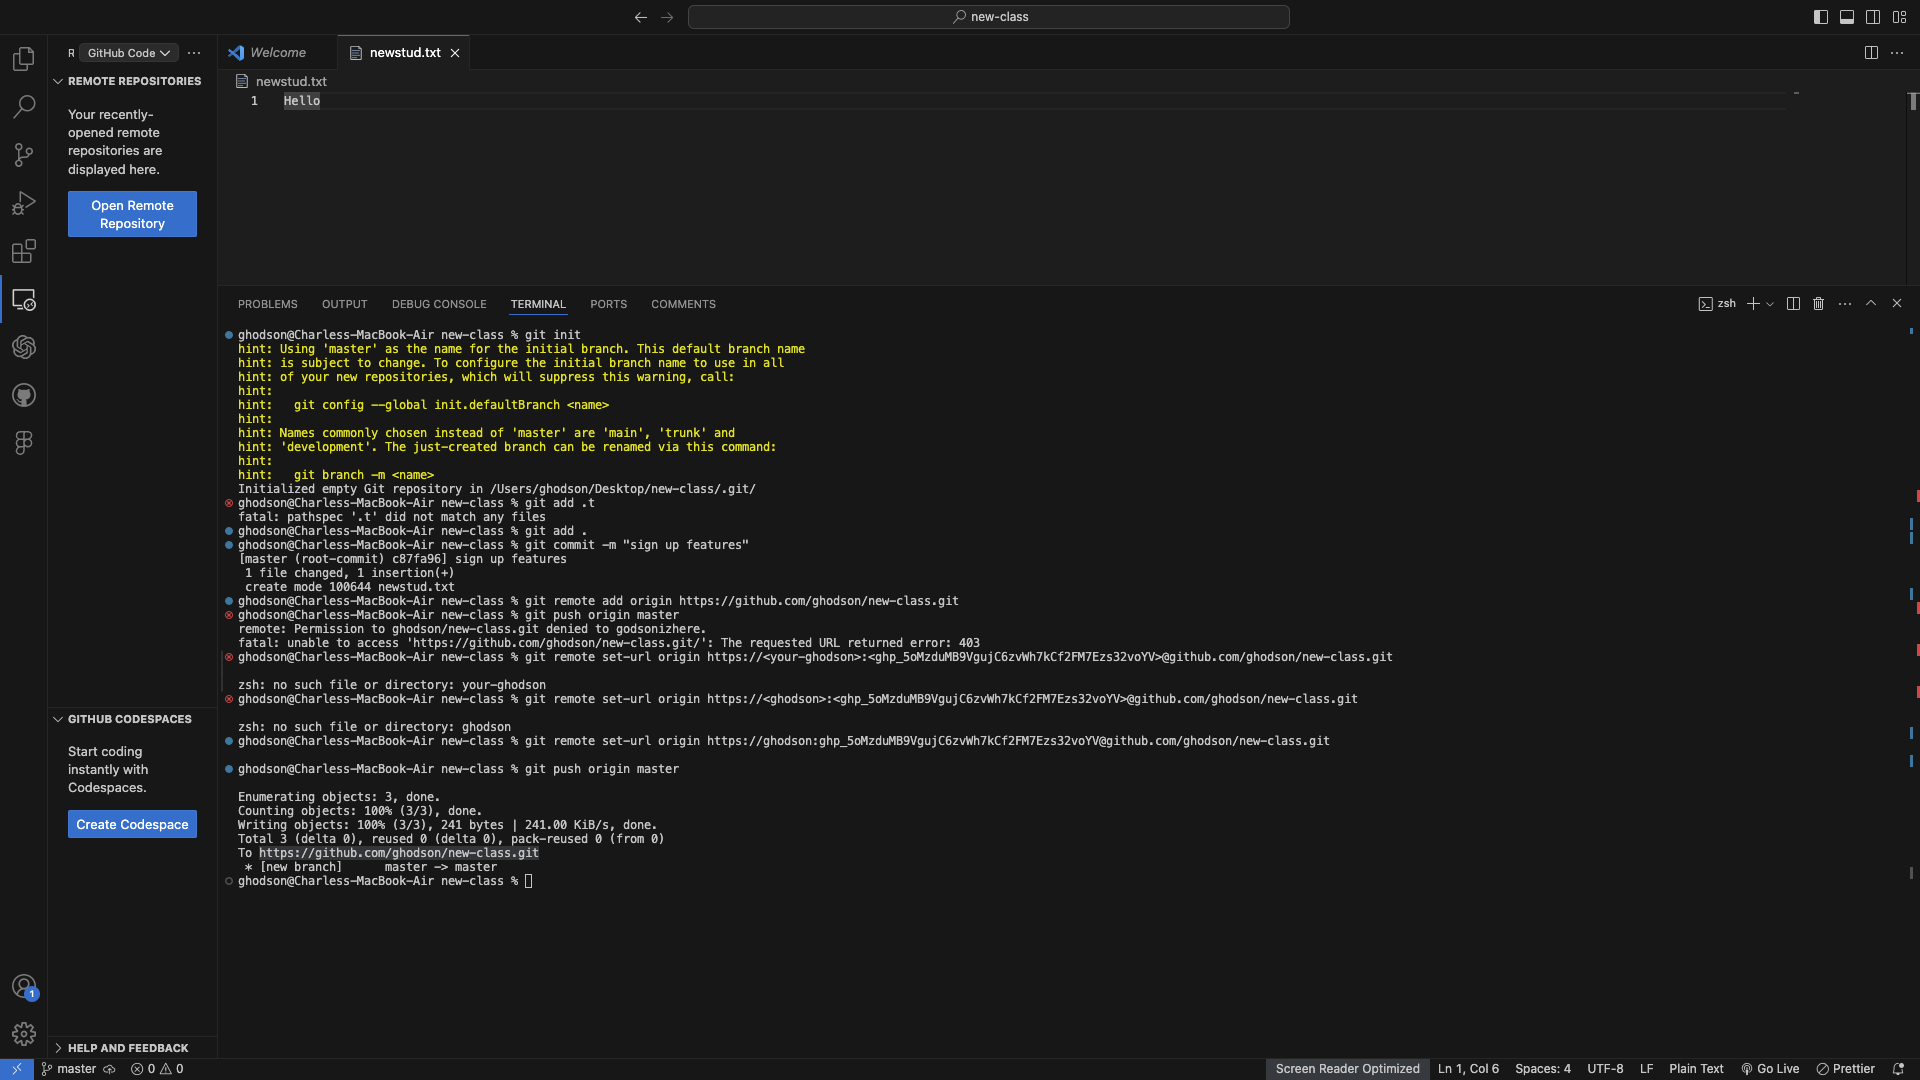 new-class
R GitHub Code
REMOTE REPOSITORIES
Your recently-
opened remote
repositories are
displayed here.
Open Remote
Repository
Welcome
newstud.txt
newstud.txt
1 Hello
PROBLEMS OUTPUT DEBUG CONSOLE TERMINAL PORTS COMMENTS
zsh
ghodson@Charless-MacBook-Air new-class % git init
hint: Using 'master' as the name for the initial branch. This default branch name
hint: is subject to change. To configure the initial branch name to use in all
hint: of your new repositories, which will suppress this warning, call:
hint:
hint:   git config --global init.defaultBranch <name>
hint:
hint: Names commonly chosen instead of 'master' are 'main', 'trunk' and
hint: 'development'. The just-created branch can be renamed via this command:
hint:
hint:   git branch -m <name>
Initialized empty Git repository in /Users/ghodson/Desktop/new-class/.git/
ghodson@Charless-MacBook-Air new-class % git add .t
fatal: pathspec '.t' did not match any files
ghodson@Charless-MacBook-Air new-class % git add .
ghodson@Charless-MacBook-Air new-class % git commit -m "sign up features"
[master (root-commit) c87fa96] sign up features
1 file changed, 1 insertion(+)
create mode 100644 newstud.txt
ghodson@Charless-MacBook-Air new-class % git remote add origin https://github.com/ghodson/new-class.git
ghodson@Charless-MacBook-Air new-class % git push origin master
remote: Permission to ghodson/new-class.git denied to godsonizhere.
fatal: unable to access 'https://github.com/ghodson/new-class.git/': The requested URL returned error: 403
ghodson@Charless-MacBook-Air new-class % git remote set-url origin https://<your-ghodson>:<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>@github.com/ghodson/new-class.git
zsh: no such file or directory: your-ghodson
ghodson@Charless-MacBook-Air new-class % git remote set-url origin https://<ghodson>:<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>@github.com/ghodson/new-class.git
zsh: no such file or directory: ghodson
ghodson@Charless-MacBook-Air new-class % git remote set-url origin https://ghodson: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@github.com/ghodson/new-class.git
ghodson@Charless-MacBook-Air new-class % git push origin master
Enumerating objects: 3, done.
Counting objects: 100% (3/3), done.
Writing objects: 100% (3/3), 241 bytes | 241.00 KiB/s, done.
Total 3 (delta 0), reused 0 (delta 0), pack-reused 0 (from 0)
To https://github.com/ghodson/new-class.git
* [new branch]      master -> master
ghodson@Charless-MacBook-Air new-class %
GITHUB CODESPACES
Start coding
instantly with
Codespaces.
Create Codespace
1
HELP AND FEEDBACK
master 0 0 Screen Reader Optimized Ln 1, Col 6 Spaces: 4 UTF-8 LF Plain Text Go Live Prettier